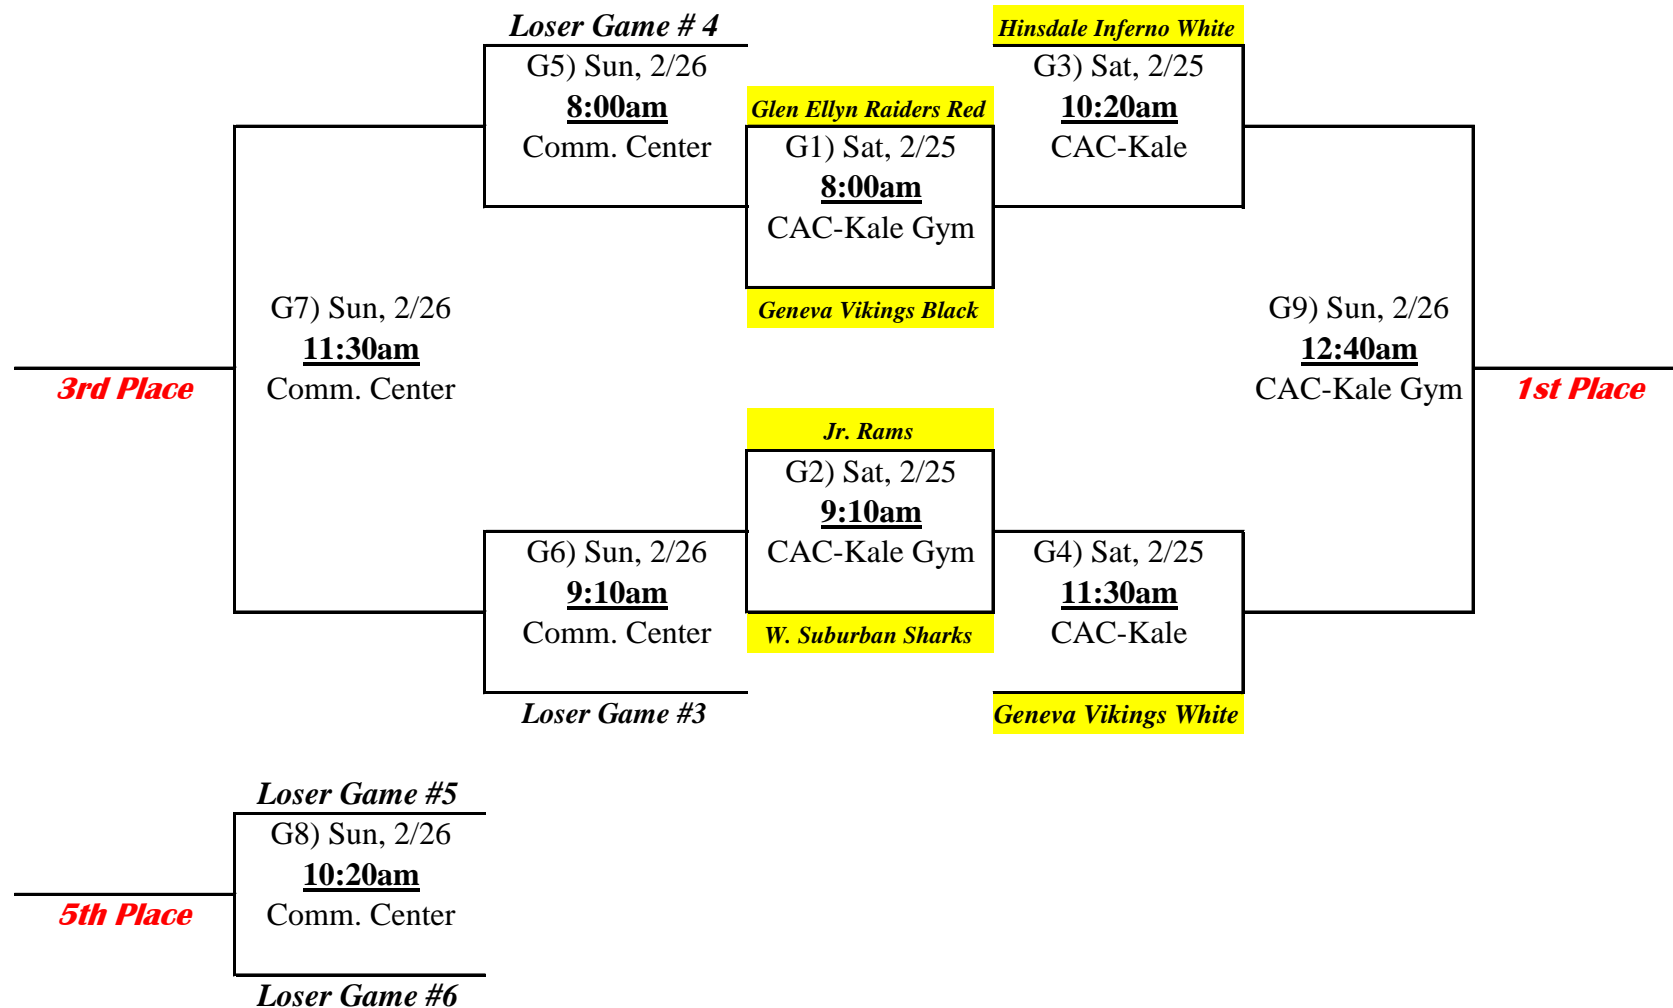 Loser Game # 4
G5) Sun, 2/26
8:00am
Comm. Center
Hinsdale Inferno White
G3) Sat, 2/25
10:20am
CAC-Kale
Glen Ellyn Raiders Red
G1) Sat, 2/25
8:00am
CAC-Kale Gym
Geneva Vikings Black
G7) Sun, 2/26
11:30am
Comm. Center
3rd Place
G9) Sun, 2/26
12:40am
CAC-Kale Gym
1st Place
Jr. Rams
G2) Sat, 2/25
9:10am
CAC-Kale Gym
W. Suburban Sharks
G6) Sun, 2/26
9:10am
Comm. Center
Loser Game #3
G4) Sat, 2/25
11:30am
CAC-Kale
Geneva Vikings White
Loser Game #5
G8) Sun, 2/26
10:20am
Comm. Center
5th Place
Loser Game #6